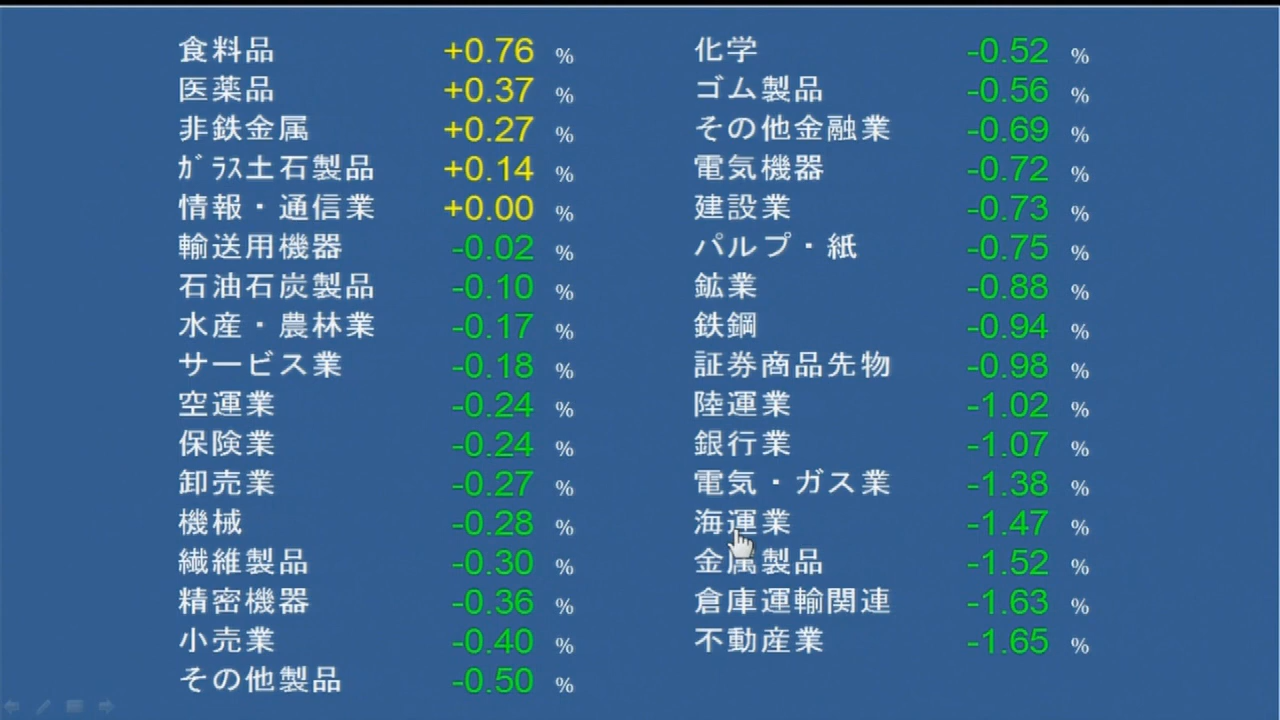 食料品 +0.76 %
医薬品 +0.37 %
非鉄金属 +0.27 %
ｶﾞﾗｽ土石製品 +0.14 %
情報・通信業 +0.00 %
輸送用機器 -0.02 %
石油石炭製品 -0.10 %
水産・農林業 -0.17 %
サービス業 -0.18 %
空運業 -0.24 %
保険業 -0.24 %
卸売業 -0.27 %
機械 -0.28 %
繊維製品 -0.30 %
精密機器 -0.36 %
小売業 -0.40 %
その他製品 -0.50 %
化学 -0.52 %
ゴム製品 -0.56 %
その他金融業 -0.69 %
電気機器 -0.72 %
建設業 -0.73 %
パルプ・紙 -0.75 %
鉱業 -0.88 %
鉄鋼 -0.94 %
証券商品先物 -0.98 %
陸運業 -1.02 %
銀行業 -1.07 %
電気・ガス業 -1.38 %
海運業 -1.47 %
金属製品 -1.52 %
倉庫運輸関連 -1.63 %
不動産業 -1.65 %